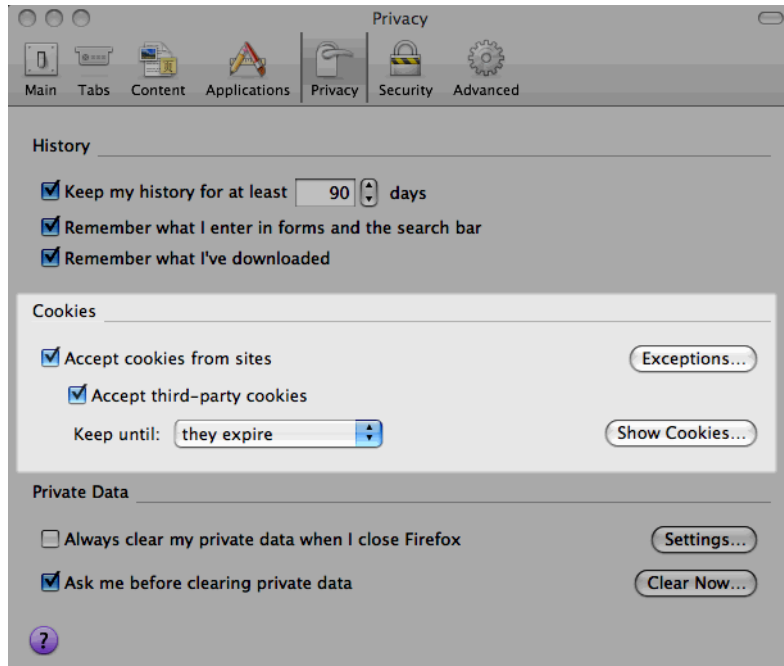 Privacy
Main Tabs Content Applications Privacy Security Advanced
History
Keep my history for at least 90 days
Remember what I enter in forms and the search bar
Remember what I've downloaded
Cookies
Accept cookies from sites Exceptions...
Accept third-party cookies
Keep until: they expire Show Cookies...
Private Data
Always clear my private data when I close Firefox Settings...
Ask me before clearing private data Clear Now...
?